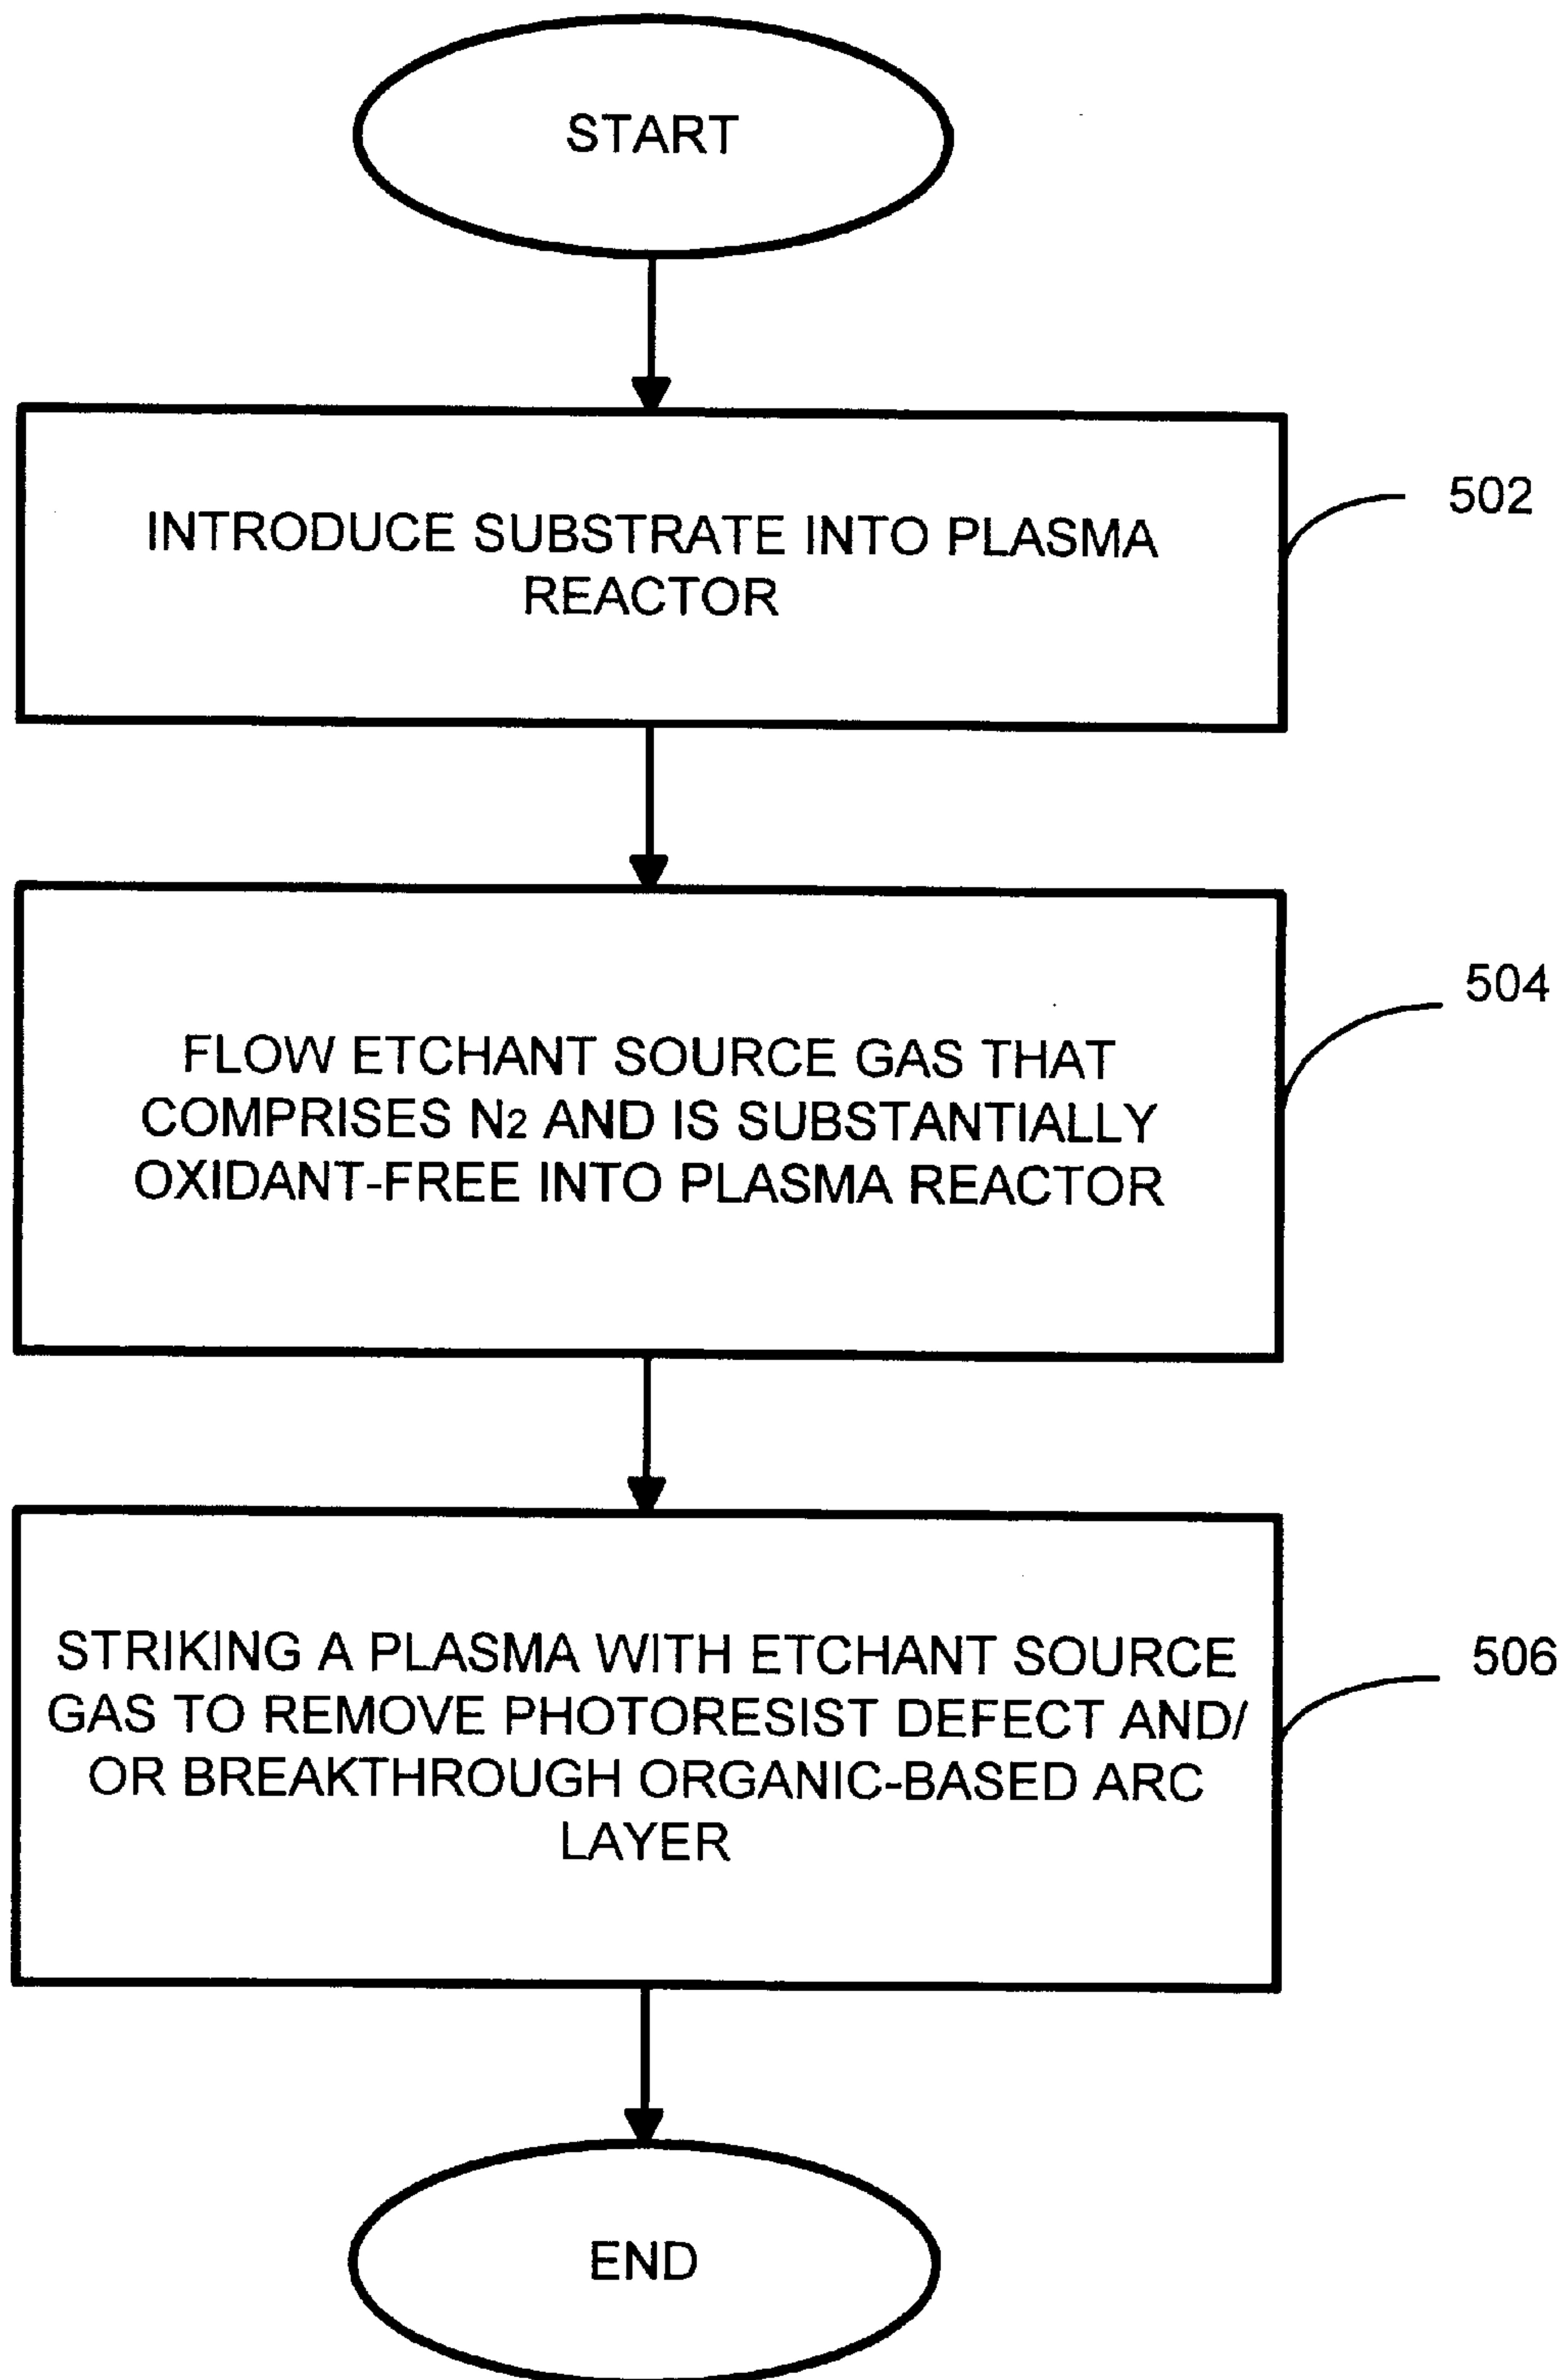 START
INTRODUCE SUBSTRATE INTO PLASMA
REACTOR
502
FLOW ETCHANT SOURCE GAS THAT
COMPRISES N2 AND IS SUBSTANTIALLY
OXIDANT-FREE INTO PLASMA REACTOR
504
STRIKING A PLASMA WITH ETCHANT SOURCE
GAS TO REMOVE PHOTORESIST DEFECT AND/
OR BREAKTHROUGH ORGANIC-BASED ARC
LAYER
506
END